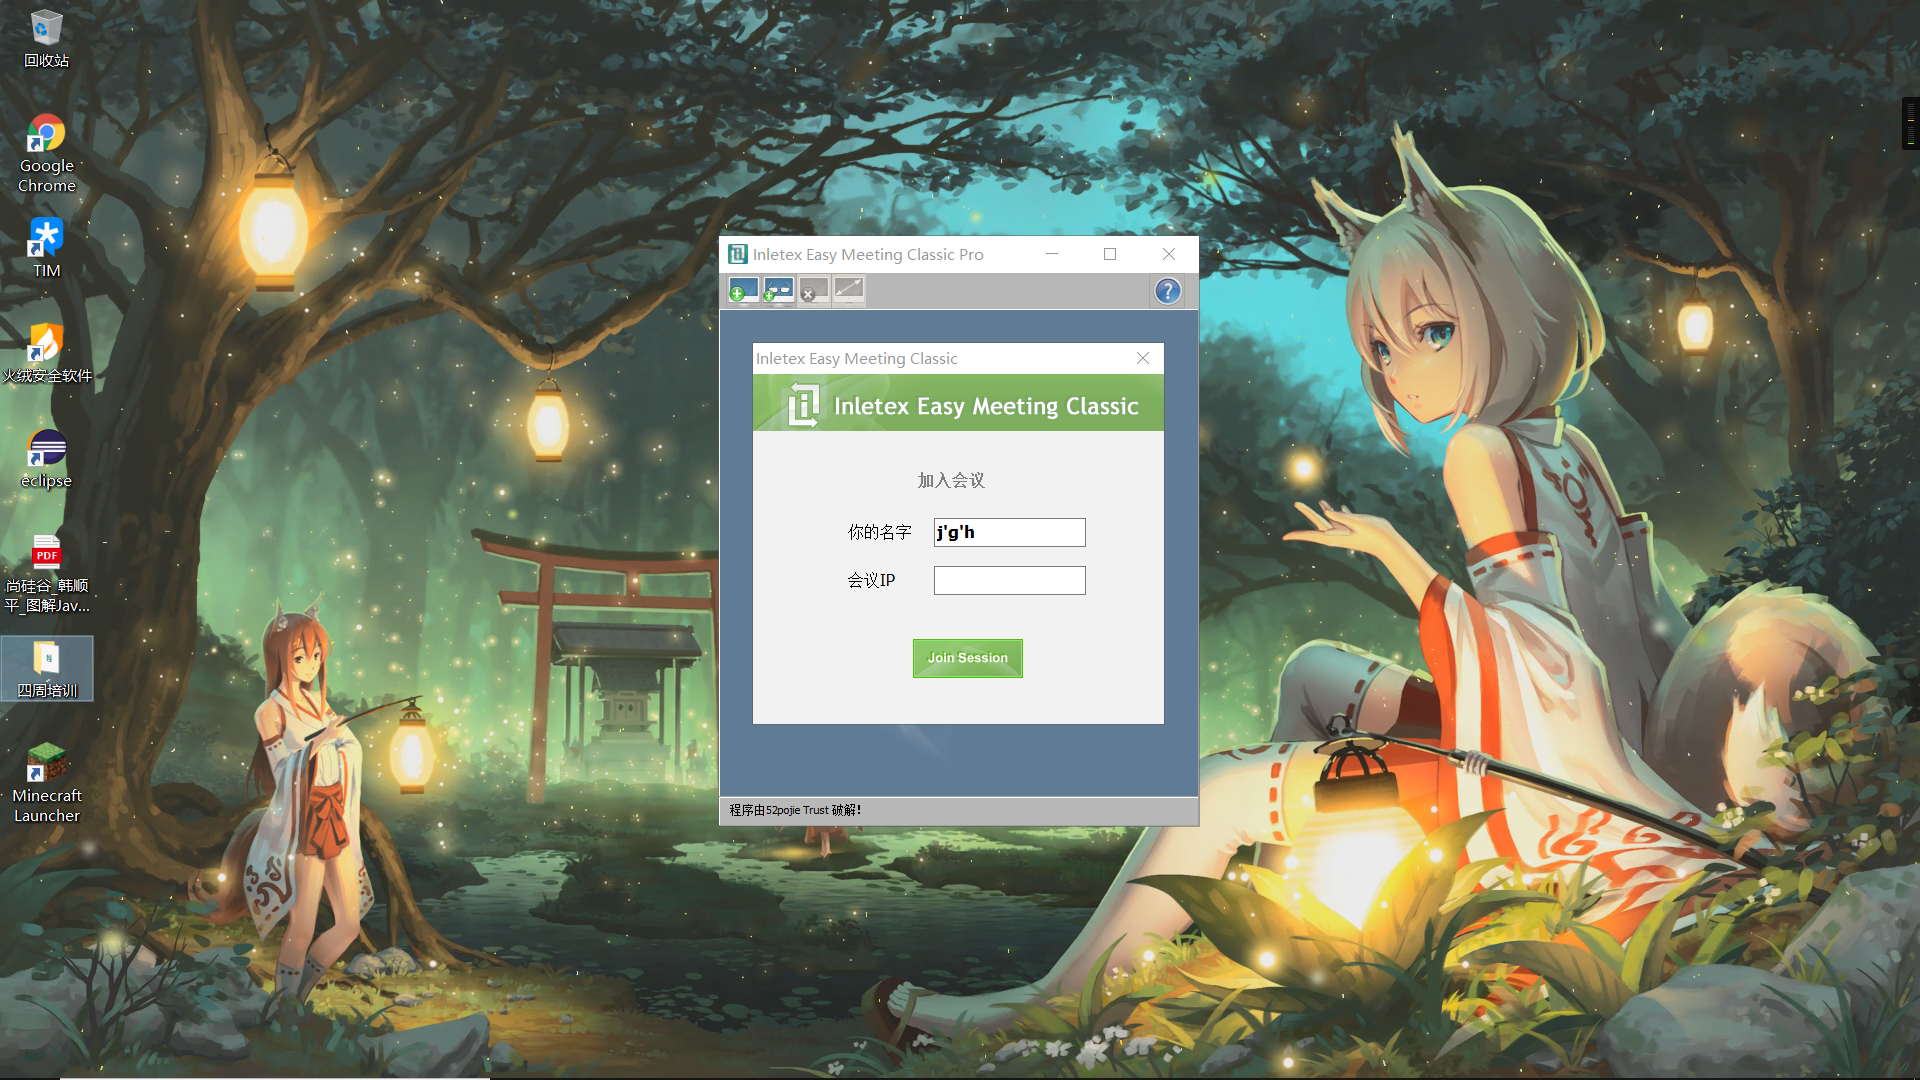 回收站
Google
Chrome
TIM
火绒安全软件
eclipse
PDF
尚硅谷_韩顺
平_图解Jav...
四周培训
Minecraft
Launcher
Inletex Easy Meeting Classic Pro
?
Inletex Easy Meeting Classic
Inletex Easy Meeting Classic
加入会议
你的名字 j'g'h
会议IP
Join Session
程序由52pojie Trust 破解!